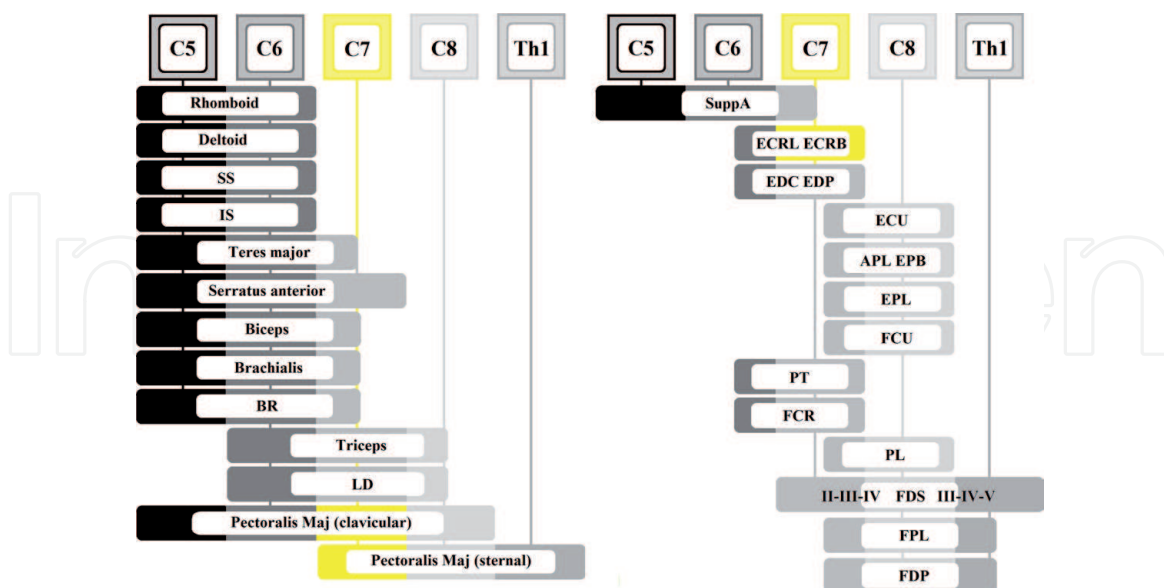 C5 C6 C7 C8 Th1
Rhomboid
Deltoid
SS
IS
Teres major
Serratus anterior
Biceps
Brachialis
BR
Triceps
LD
Pectoralis Maj (clavicular)
Pectoralis Maj (sternal)
C5 C6 C7 C8 Th1
SuppA
ECRL ECRB
EDC EDP
ECU
APL EPB
EPL
FCU
PT
FCR
PL
II-III-IV FDS III-IV-V
FPL
FDP